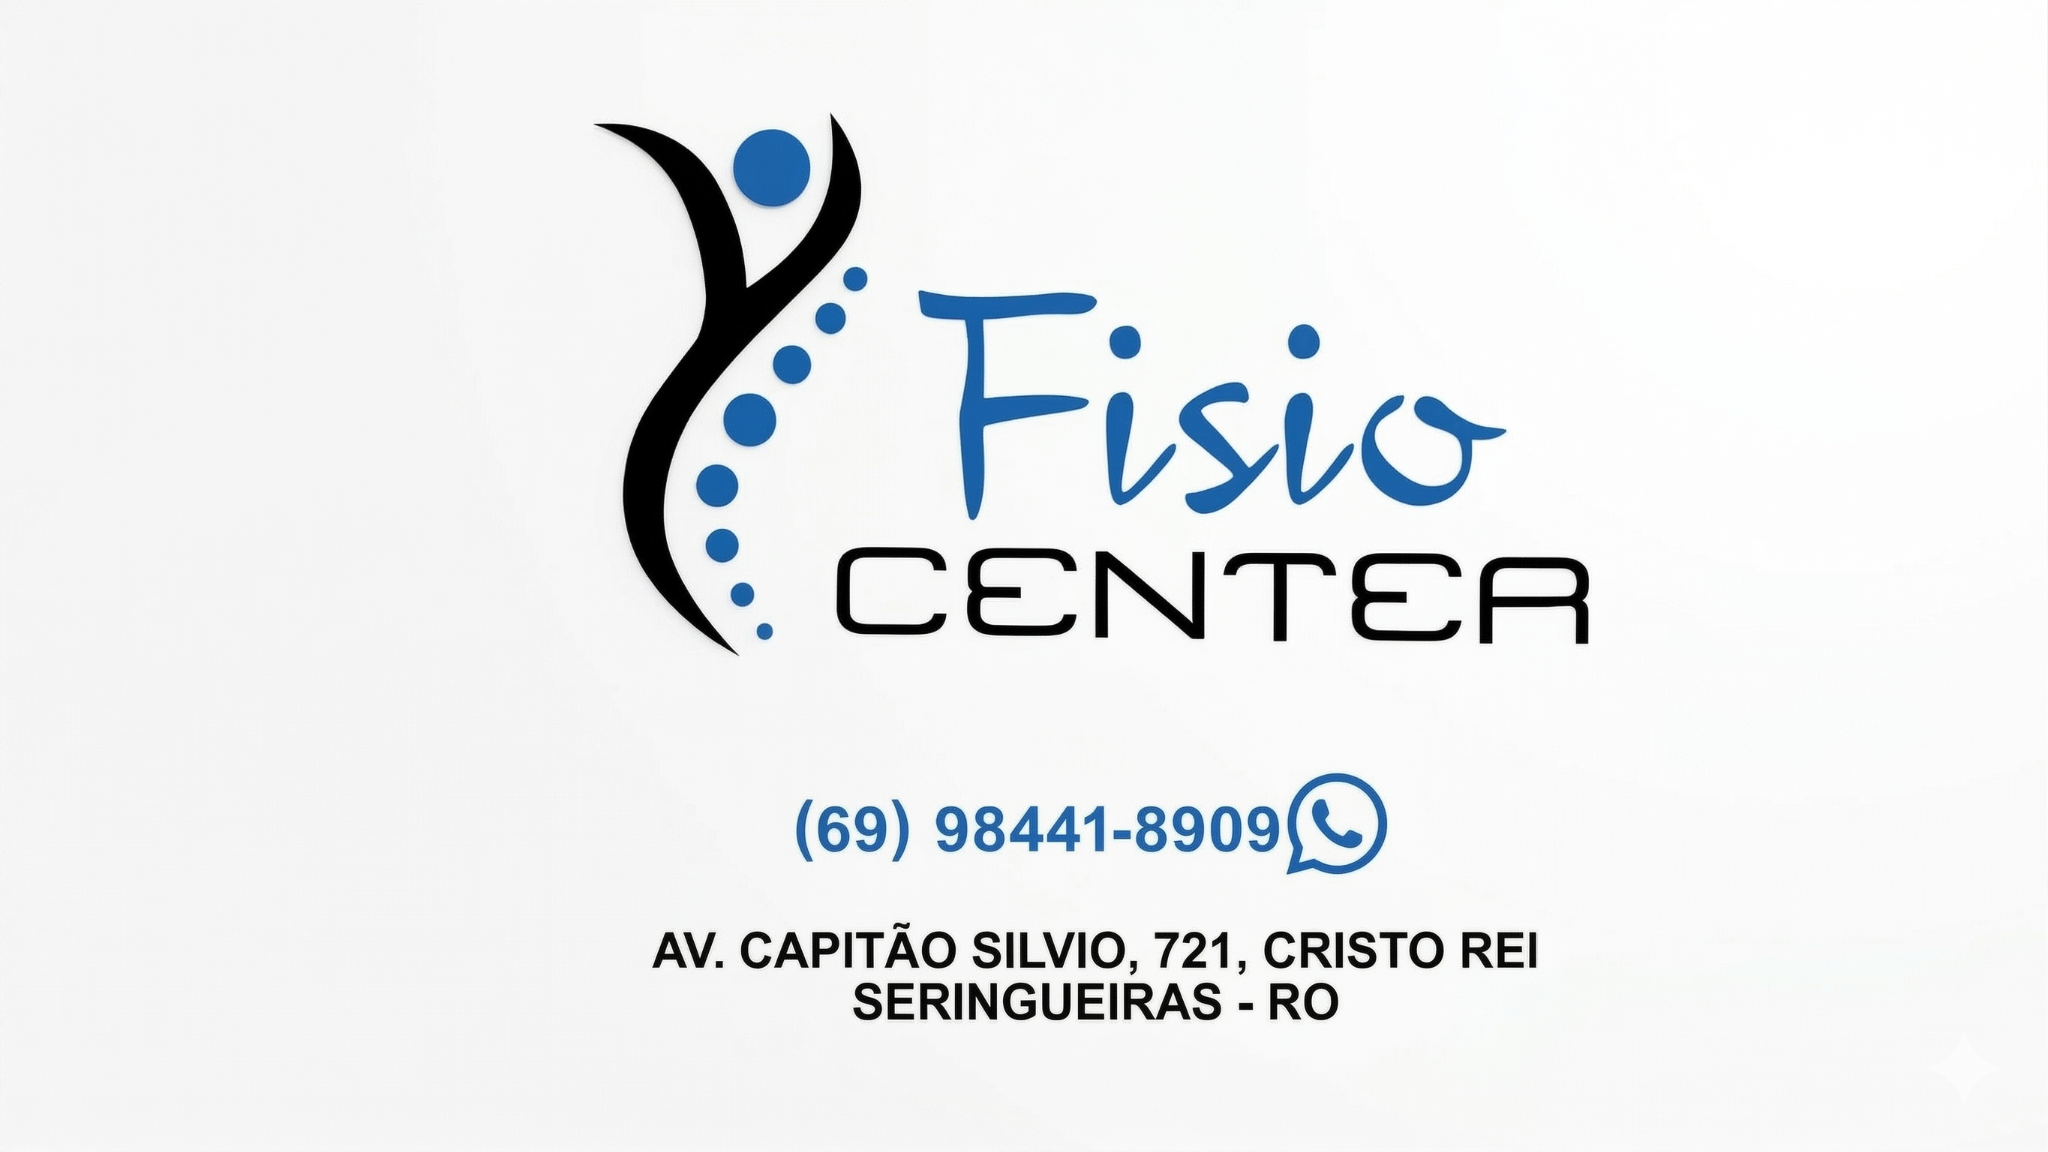 Fisio
CENTER
(69) 98441-8909
AV. CAPITÃO SILVIO, 721, CRISTO REI
SERINGUEIRAS - RO